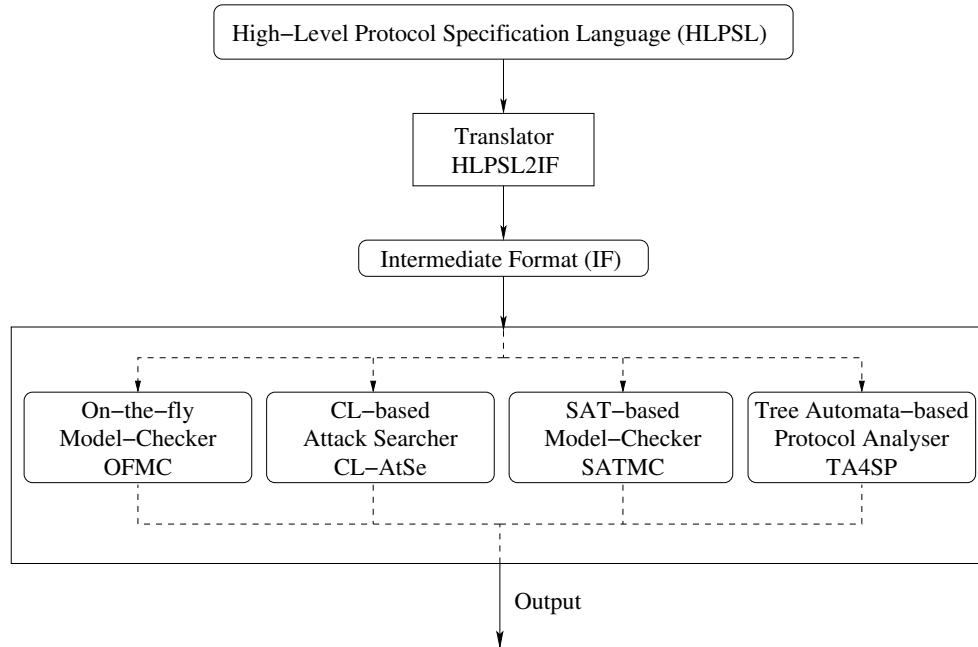 High−Level Protocol Specification Language (HLPSL)
Translator
HLPSL2IF
Intermediate Format (IF)
On−the−fly
Model−Checker
OFMC
CL−based
Attack Searcher
CL−AtSe
SAT−based
Model−Checker
SATMC
Tree Automata−based
Protocol Analyser
TA4SP
Output